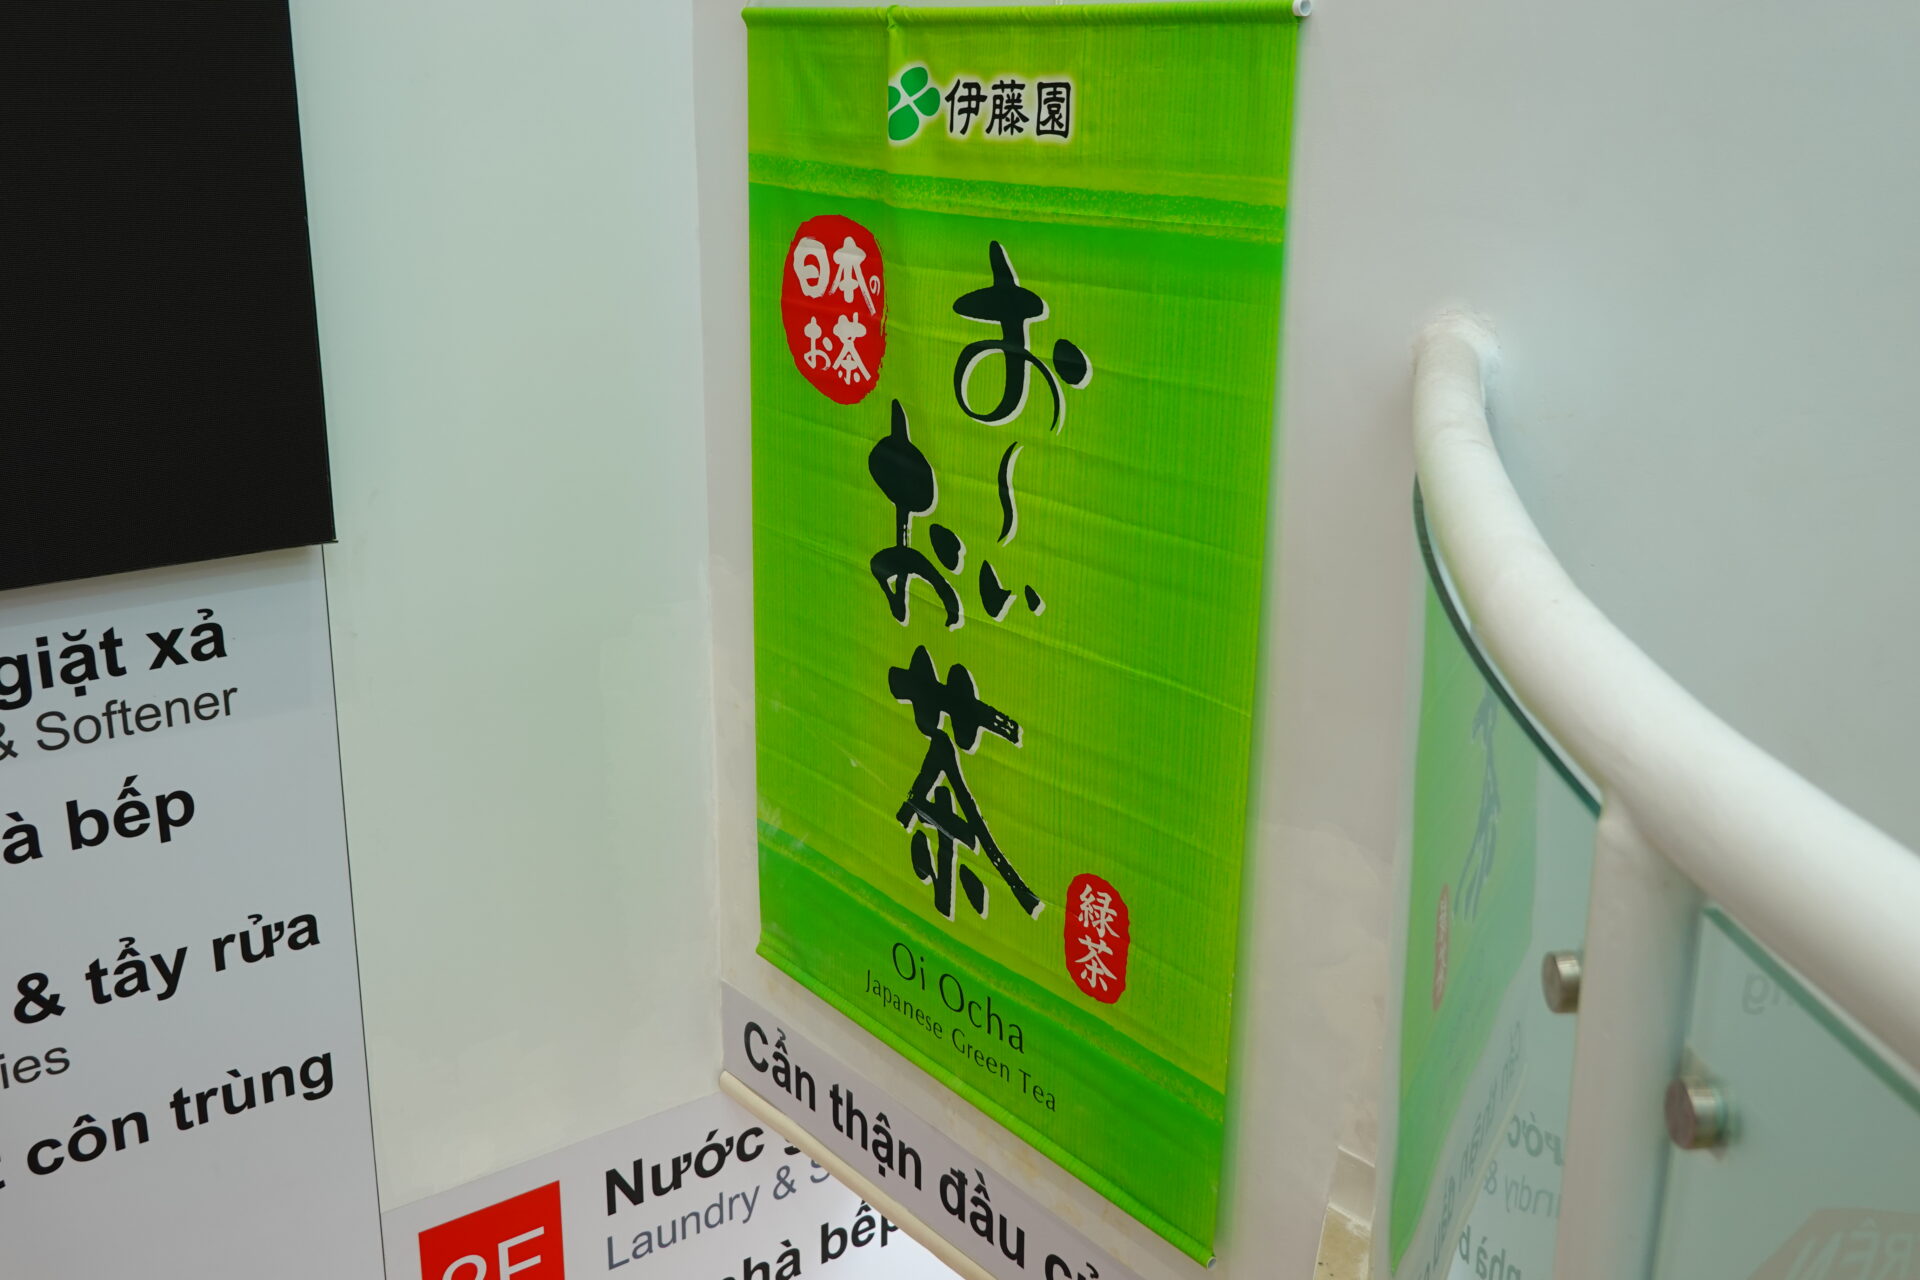 伊藤園
日本の
お茶
お～い
お茶
緑茶
Oi Ocha
Japanese Green Tea
Cẩn thận đầu
giặt xả
& Softener
bếp
& tẩy rửa
côn trùng
Nước
Laundry &
nhà bếp